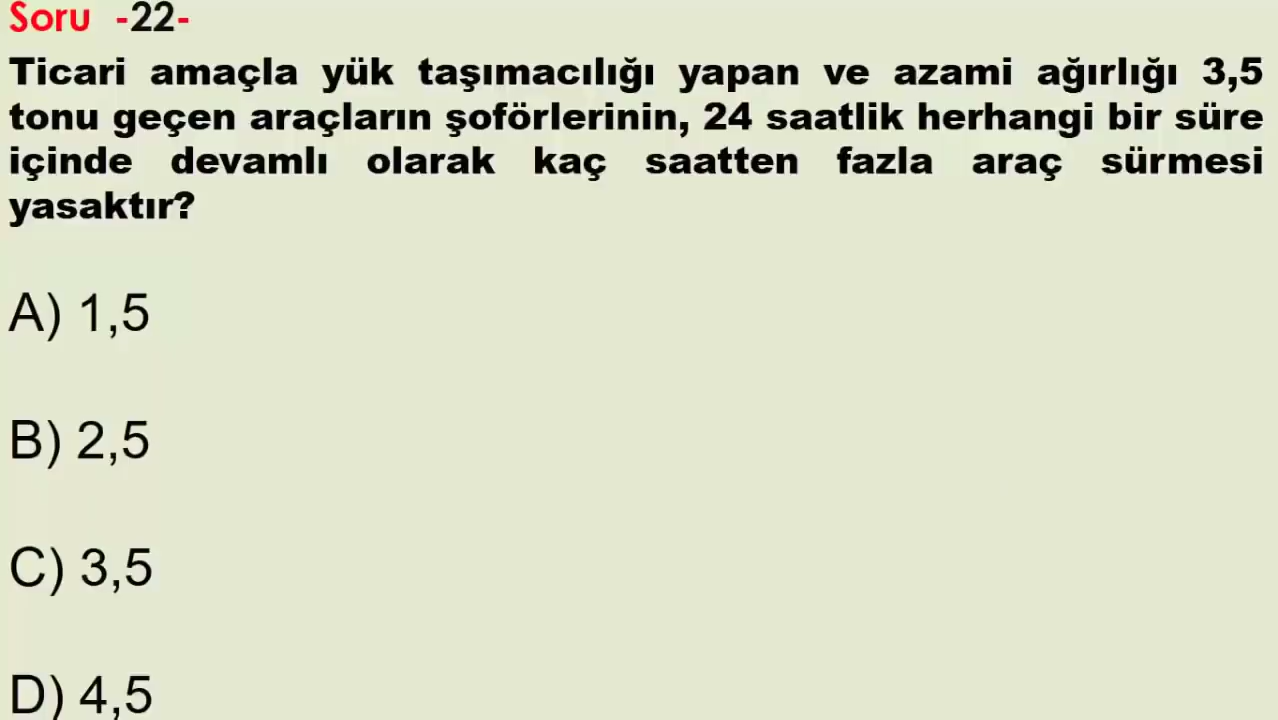 Soru -22-
Ticari amaçla yük taşımacılığı yapan ve azami ağırlığı 3,5
tonu geçen araçların şoförlerinin, 24 saatlik herhangi bir süre
içinde devamlı olarak kaç saatten fazla araç sürmesi
yasaktır?
A) 1,5
B) 2,5
C) 3,5
D) 4,5